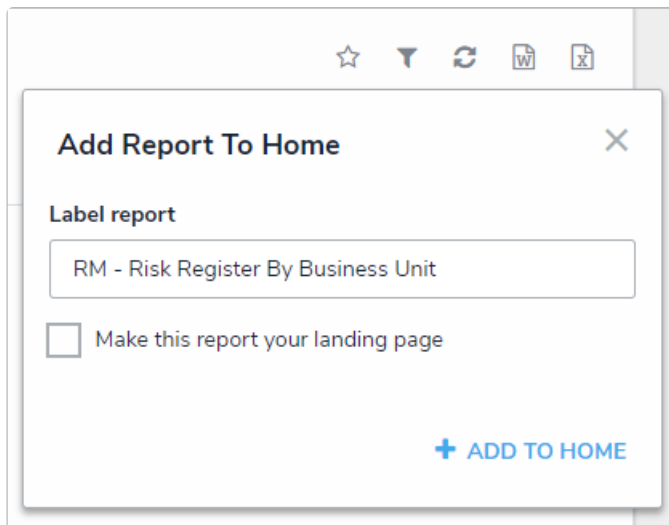 Add Report To Home
Label report
RM - Risk Register By Business Unit
Make this report your landing page
+ ADD TO HOME